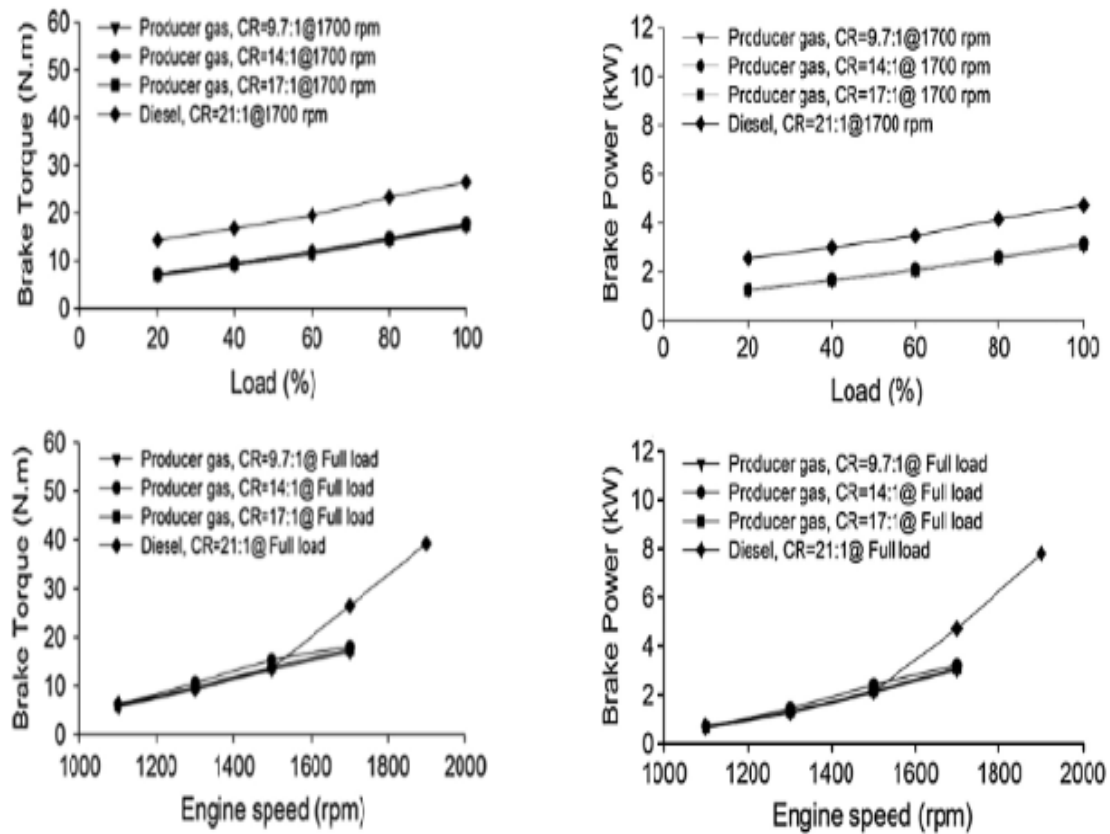 Brake Torque (N.m)
60
50
40
30
20
10
0
Producer gas, CR=9.7:1@1700 rpm
Producer gas, CR=14:1@1700 rpm
Producer gas, CR=17:1@1700 rpm
Diesel, CR=21:1@1700 rpm
0 20 40 60 80 100
Load (%)
Brake Power (kW)
12
10
8
6
4
2
0
Producer gas, CR=9.7:1@1700 rpm
Producer gas, CR=14:1@ 1700 rpm
Producer gas, CR=17:1@ 1700 rpm
Diesel, CR=21:1@1700 rpm
0 20 40 60 80 100
Load (%)
Brake Torque (N.m)
60
50
40
30
20
10
0
Producer gas, CR=9.7:1@ Full load
Producer gas, CR=14:1@ Full load
Producer gas, CR=17:1@ Full load
Diesel, CR=21:1@ Full load
1000 1200 1400 1600 1800 2000
Engine speed (rpm)
Brake Power (kW)
12
10
8
6
4
2
0
Producer gas, CR=9.7:1@ Full load
Producer gas, CR=14:1@ Full load
Producer gas, CR=17:1@ Full load
Diesel, CR=21:1@ Full load
1000 1200 1400 1600 1800 2000
Engine speed (rpm)